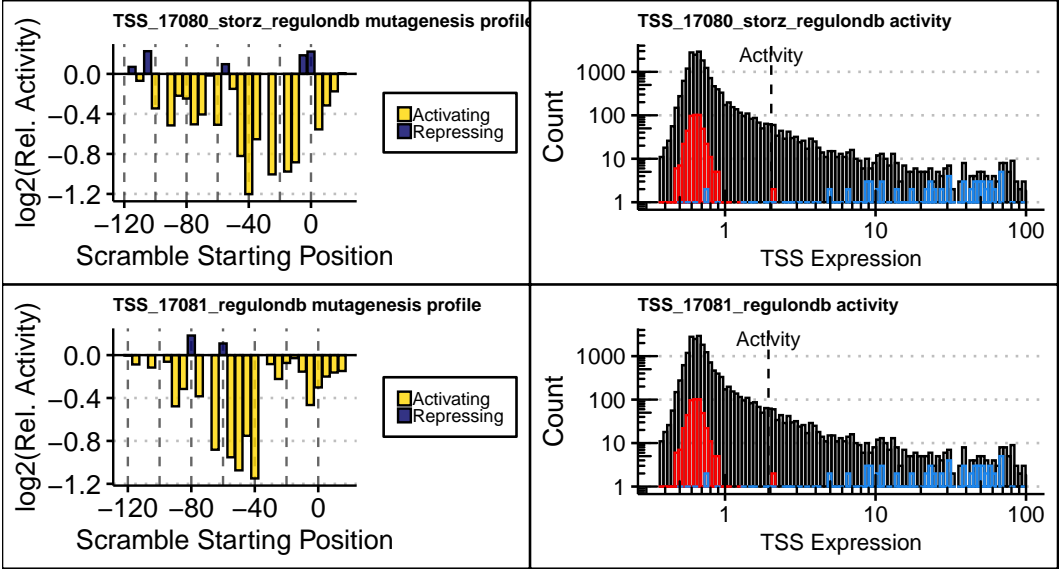 TSS_17080_storz_regulondb mutagenesis profile
log2(Rel. Activity)
0.0
−0.4
−0.8
−1.2
−120 −80 −40 0
Scramble Starting Position
Activating
Repressing
TSS_17080_storz_regulondb activity
Activity
Count
1000
100
10
1
1 10 100
TSS Expression
TSS_17081_regulondb mutagenesis profile
log2(Rel. Activity)
0.0
−0.4
−0.8
−1.2
−120 −80 −40 0
Scramble Starting Position
Activating
Repressing
TSS_17081_regulondb activity
Activity
Count
1000
100
10
1
1 10 100
TSS Expression